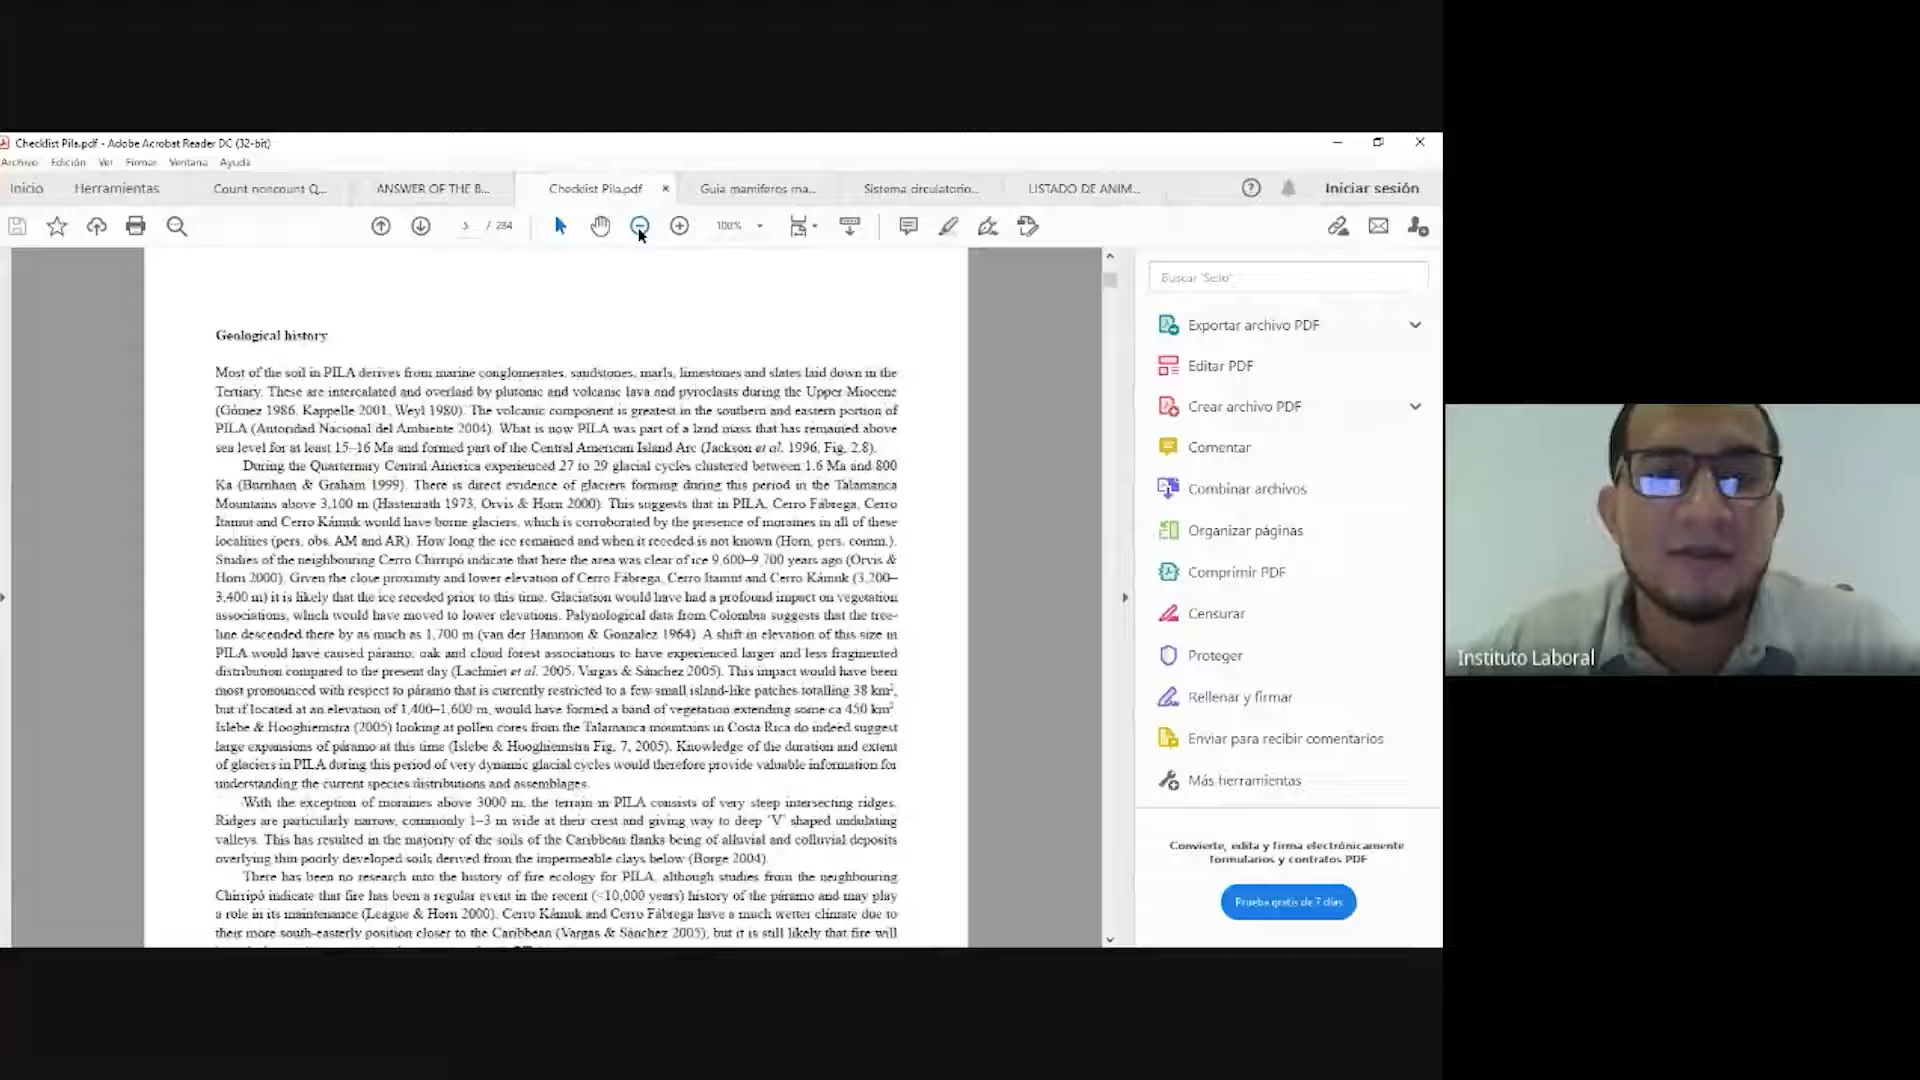 Checklist Pila.pdf - Adobe Acrobat Reader DC (32-bit)
Archivo Edición Ver Firmar Ventana Ayuda
Inicio Herramientas Count noncount Q... ANSWER OF THE B... Checklist Pila.pdf × Guia mamiferos ma... Sistema circulatorio... LISTADO DE ANIM... Iniciar sesión
/ 284 100%
Geological history
Most of the soil in PILA derives from marine conglomerates, sandstones, marls, limestones and slates laid down in the
Tertiary. These are intercalated and overlaid by plutonic and volcanic lava and pyroclasts during the Upper Miocene
(Gómez 1986, Kappelle 2001, Weyl 1980). The volcanic component is greatest in the southern and eastern portion of
PILA (Autoridad Nacional del Ambiente 2004). What is now PILA was part of a land mass that has remained above
sea level for at least 15–16 Ma and formed part of the Central American Island Arc (Jackson et al. 1996, Fig. 2.8).
During the Quarternary Central America experienced 27 to 29 glacial cycles clustered between 1.6 Ma and 800
Ka (Burnham & Graham 1999). There is direct evidence of glaciers forming during this period in the Talamanca
Mountains above 3,100 m (Hastenrath 1973, Orvis & Horn 2000). This suggests that in PILA, Cerro Fábrega, Cerro
Itamut and Cerro Kámuk would have borne glaciers, which is corroborated by the presence of moraines in all of these
localities (pers. obs. AM and AR). How long the ice remained and when it receded is not known (Horn, pers. comm.).
Studies of the neighbouring Cerro Chirripó indicate that here the area was clear of ice 9,600–9,700 years ago (Orvis &
Horn 2000). Given the close proximity and lower elevation of Cerro Fábrega, Cerro Itamut and Cerro Kámuk (3,200–
3,400 m) it is likely that the ice receded prior to this time. Glaciation would have had a profound impact on vegetation
associations, which would have moved to lower elevations. Palynological data from Colombia suggests that the tree-
line descended there by as much as 1,700 m (van der Hammon & Gonzalez 1964). A shift in elevation of this size in
PILA would have caused páramo, oak and cloud forest associations to have experienced larger and less fragmented
distribution compared to the present day (Lachniet et al. 2005, Vargas & Sánchez 2005). This impact would have been
most pronounced with respect to páramo that is currently restricted to a few small island-like patches totalling 38 km²,
but if located at an elevation of 1,400–1,600 m, would have formed a band of vegetation extending some ca 450 km².
Islebe & Hooghiemstra (2005) looking at pollen cores from the Talamanca mountains in Costa Rica do indeed suggest
large expansions of páramo at this time (Islebe & Hooghiemstra Fig. 7, 2005). Knowledge of the duration and extent
of glaciers in PILA during this period of very dynamic glacial cycles would therefore provide valuable information for
understanding the current species distributions and assemblages.
With the exception of moraines above 3000 m, the terrain in PILA consists of very steep intersecting ridges.
Ridges are particularly narrow, commonly 1–3 m wide at their crest and giving way to deep 'V' shaped undulating
valleys. This has resulted in the majority of the soils of the Caribbean flanks being of alluvial and colluvial deposits
overlying thin poorly developed soils derived from the impermeable clays below (Borge 2004).
There has been no research into the history of fire ecology for PILA, although studies from the neighbouring
Chirripó indicate that fire has been a regular event in the recent (<10,000 years) history of the páramo and may play
a role in its maintenance (League & Horn 2000). Cerro Kámuk and Cerro Fábrega have a much wetter climate due to
their more south-easterly position closer to the Caribbean (Vargas & Sánchez 2005), but it is still likely that fire will
Buscar 'Sello'
Exportar archivo PDF
Editar PDF
Crear archivo PDF
Comentar
Combinar archivos
Organizar páginas
Comprimir PDF
Censurar
Proteger
Rellenar y firmar
Enviar para recibir comentarios
Más herramientas
Convierte, edita y firma electrónicamente
formularios y contratos PDF
Prueba gratis de 7 días
Instituto Laboral